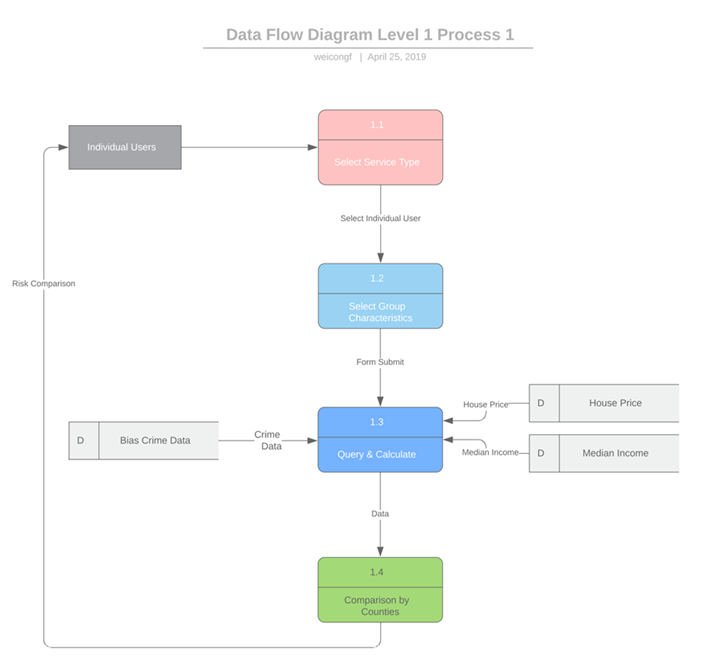 Data Flow Diagram Level 1 Process 1
weicongf | April 25, 2019
1.1
Individual Users
Select Service Type
Select Individual User
1.2
Risk Comparison
Select Group
Characteristics
Form Submit
House Price
D
House Price
1.3
D
Bias Crime Data
Crime
Data
Query & Calculate
Median Income
D
Median Income
Data
1.4
Comparison by
Counties